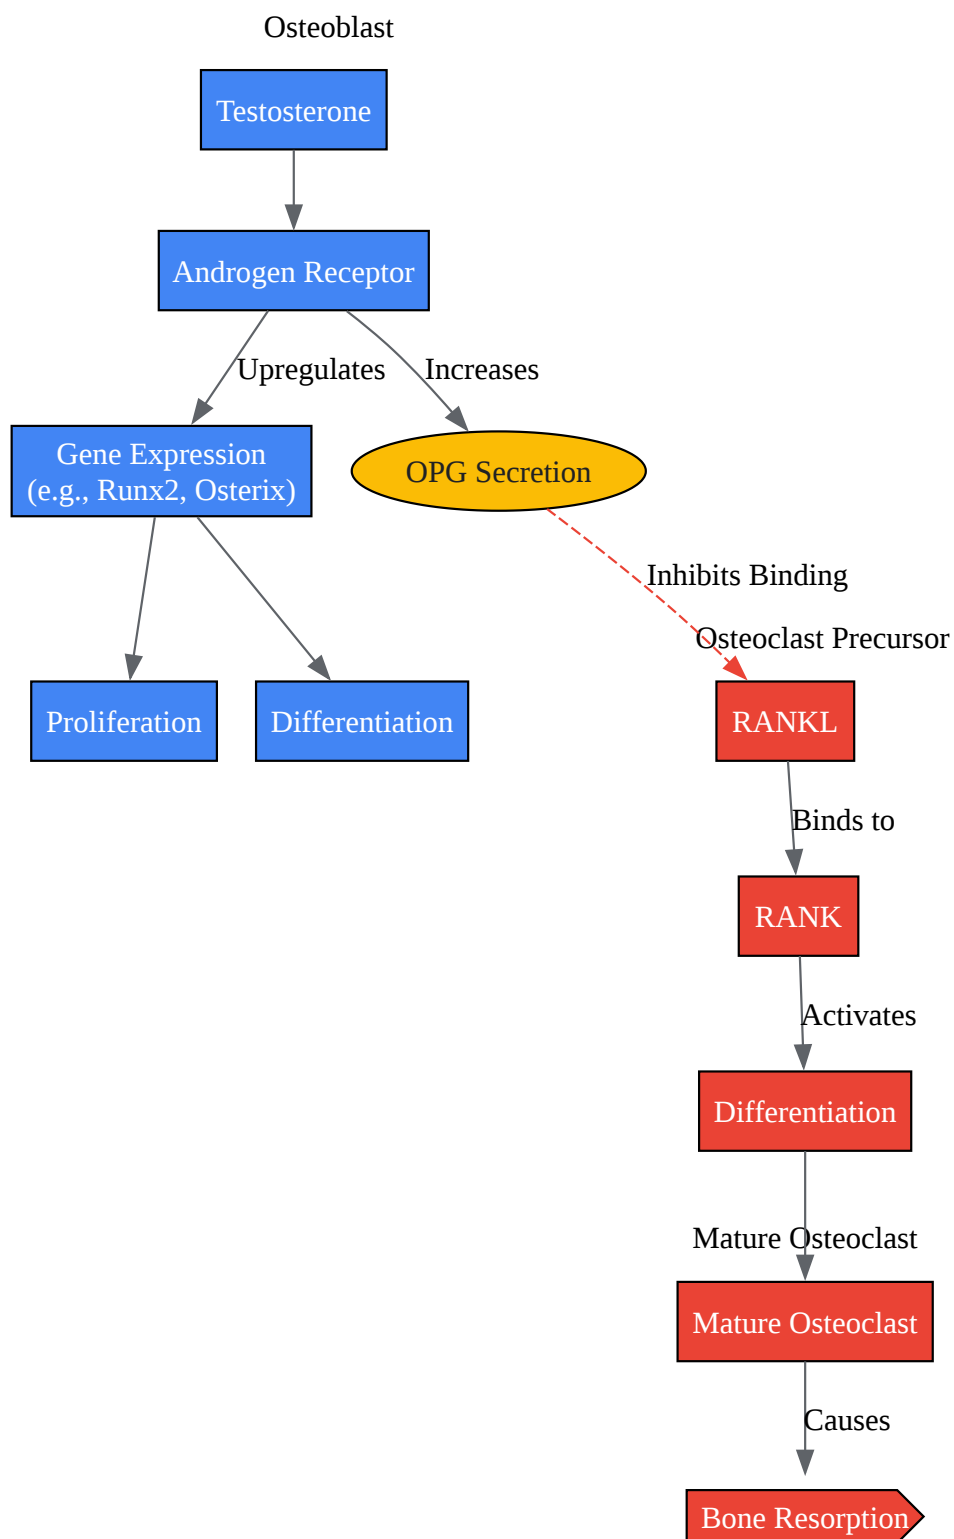 Osteoblast
Testosterone
Androgen Receptor
Upregulates
Increases
Gene Expression
(e.g., Runx2, Osterix)
OPG Secretion
Inhibits Binding
Osteoclast Precursor
Proliferation
Differentiation
RANKL
Binds to
RANK
Activates
Differentiation
Mature Osteoclast
Mature Osteoclast
Causes
Bone Resorption